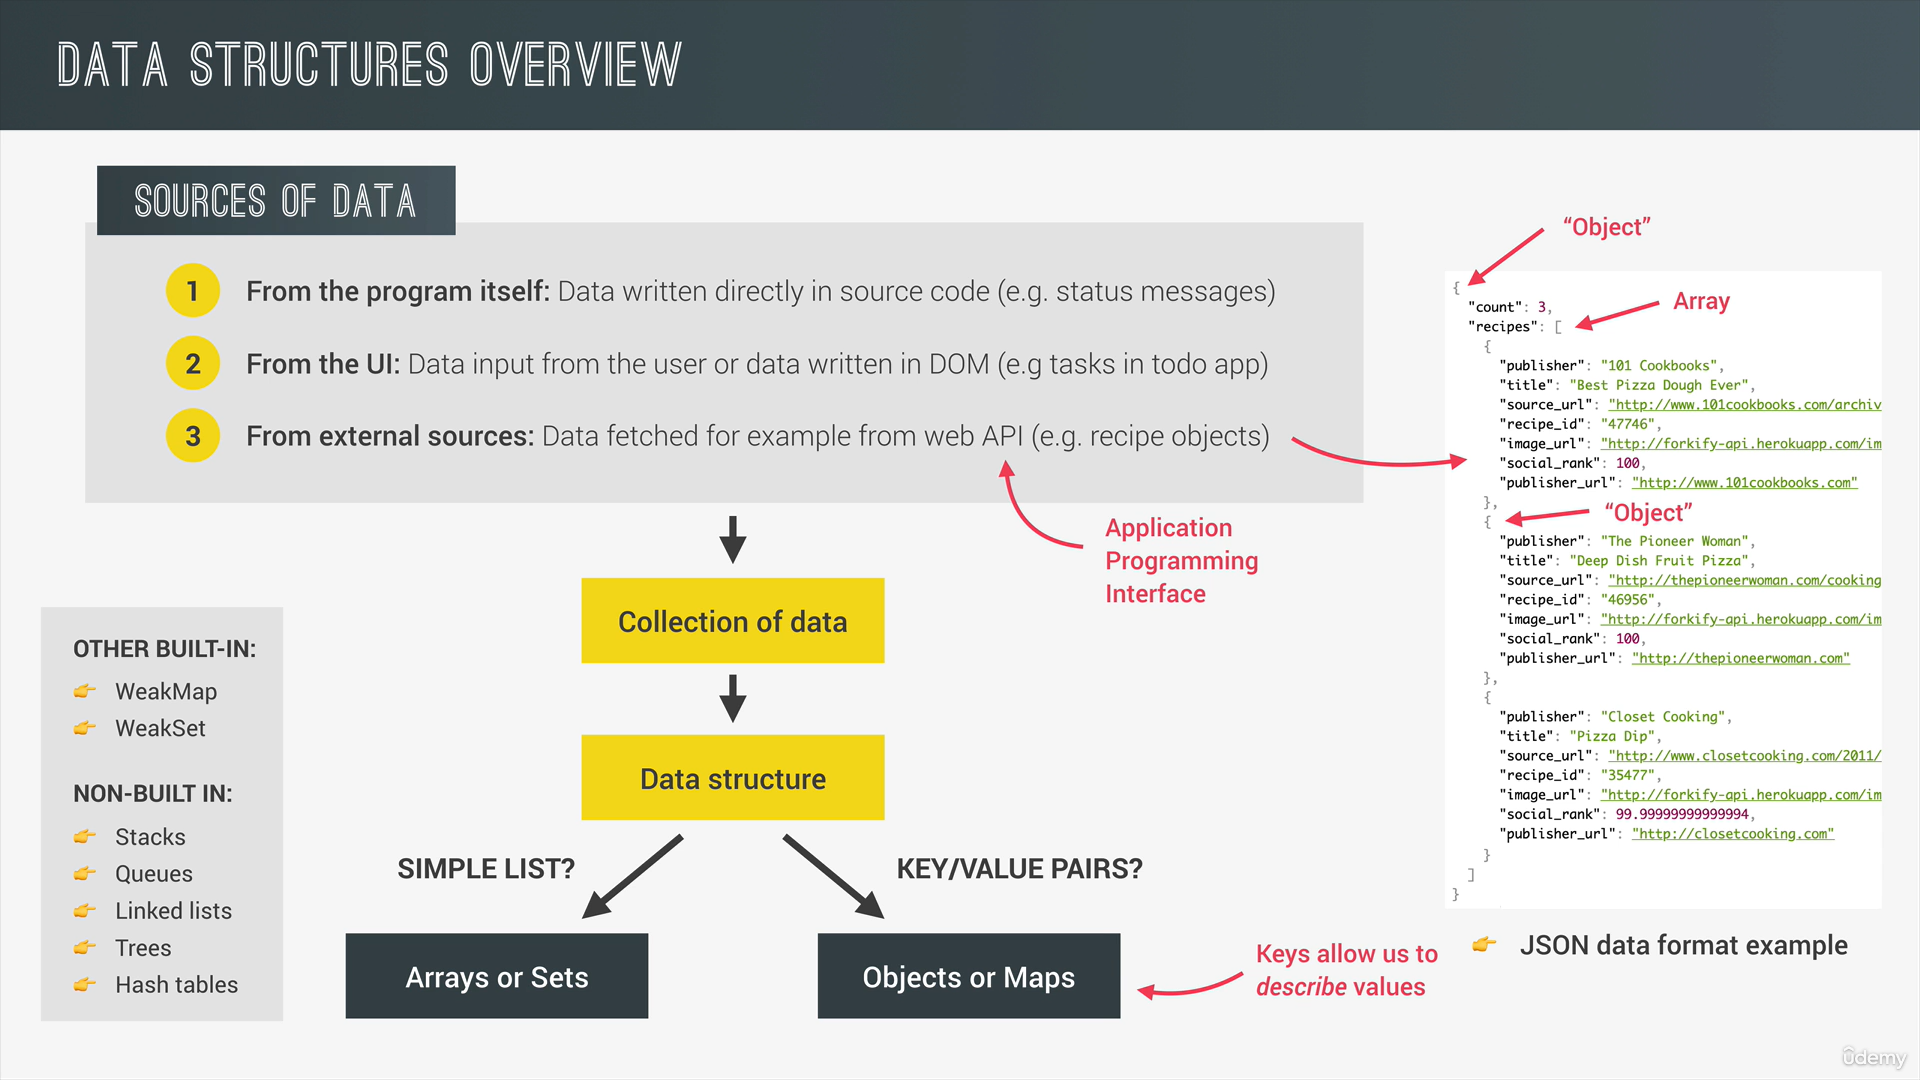 DATA STRUCTURES OVERVIEW
SOURCES OF DATA
1 From the program itself: Data written directly in source code (e.g. status messages)
2 From the UI: Data input from the user or data written in DOM (e.g tasks in todo app)
3 From external sources: Data fetched for example from web API (e.g. recipe objects)
Application
Programming
Interface
Collection of data
Data structure
SIMPLE LIST?
KEY/VALUE PAIRS?
Arrays or Sets
Objects or Maps
Keys allow us to
describe values
OTHER BUILT-IN:
👉 WeakMap
👉 WeakSet
NON-BUILT IN:
👉 Stacks
👉 Queues
👉 Linked lists
👉 Trees
👉 Hash tables
“Object”
Array
{
"count": 3,
"recipes": [
{
"publisher": "101 Cookbooks",
"title": "Best Pizza Dough Ever",
"source_url": "http://www.101cookbooks.com/archiv
"recipe_id": "47746",
"image_url": "http://forkify-api.herokuapp.com/im
"social_rank": 100,
"publisher_url": "http://www.101cookbooks.com"
},
{
“Object”
"publisher": "The Pioneer Woman",
"title": "Deep Dish Fruit Pizza",
"source_url": "http://thepioneerwoman.com/cooking
"recipe_id": "46956",
"image_url": "http://forkify-api.herokuapp.com/im
"social_rank": 100,
"publisher_url": "http://thepioneerwoman.com"
},
{
"publisher": "Closet Cooking",
"title": "Pizza Dip",
"source_url": "http://www.closetcooking.com/2011/
"recipe_id": "35477",
"image_url": "http://forkify-api.herokuapp.com/im
"social_rank": 99.99999999999994,
"publisher_url": "http://closetcooking.com"
}
]
}
👉 JSON data format example
ûdemy